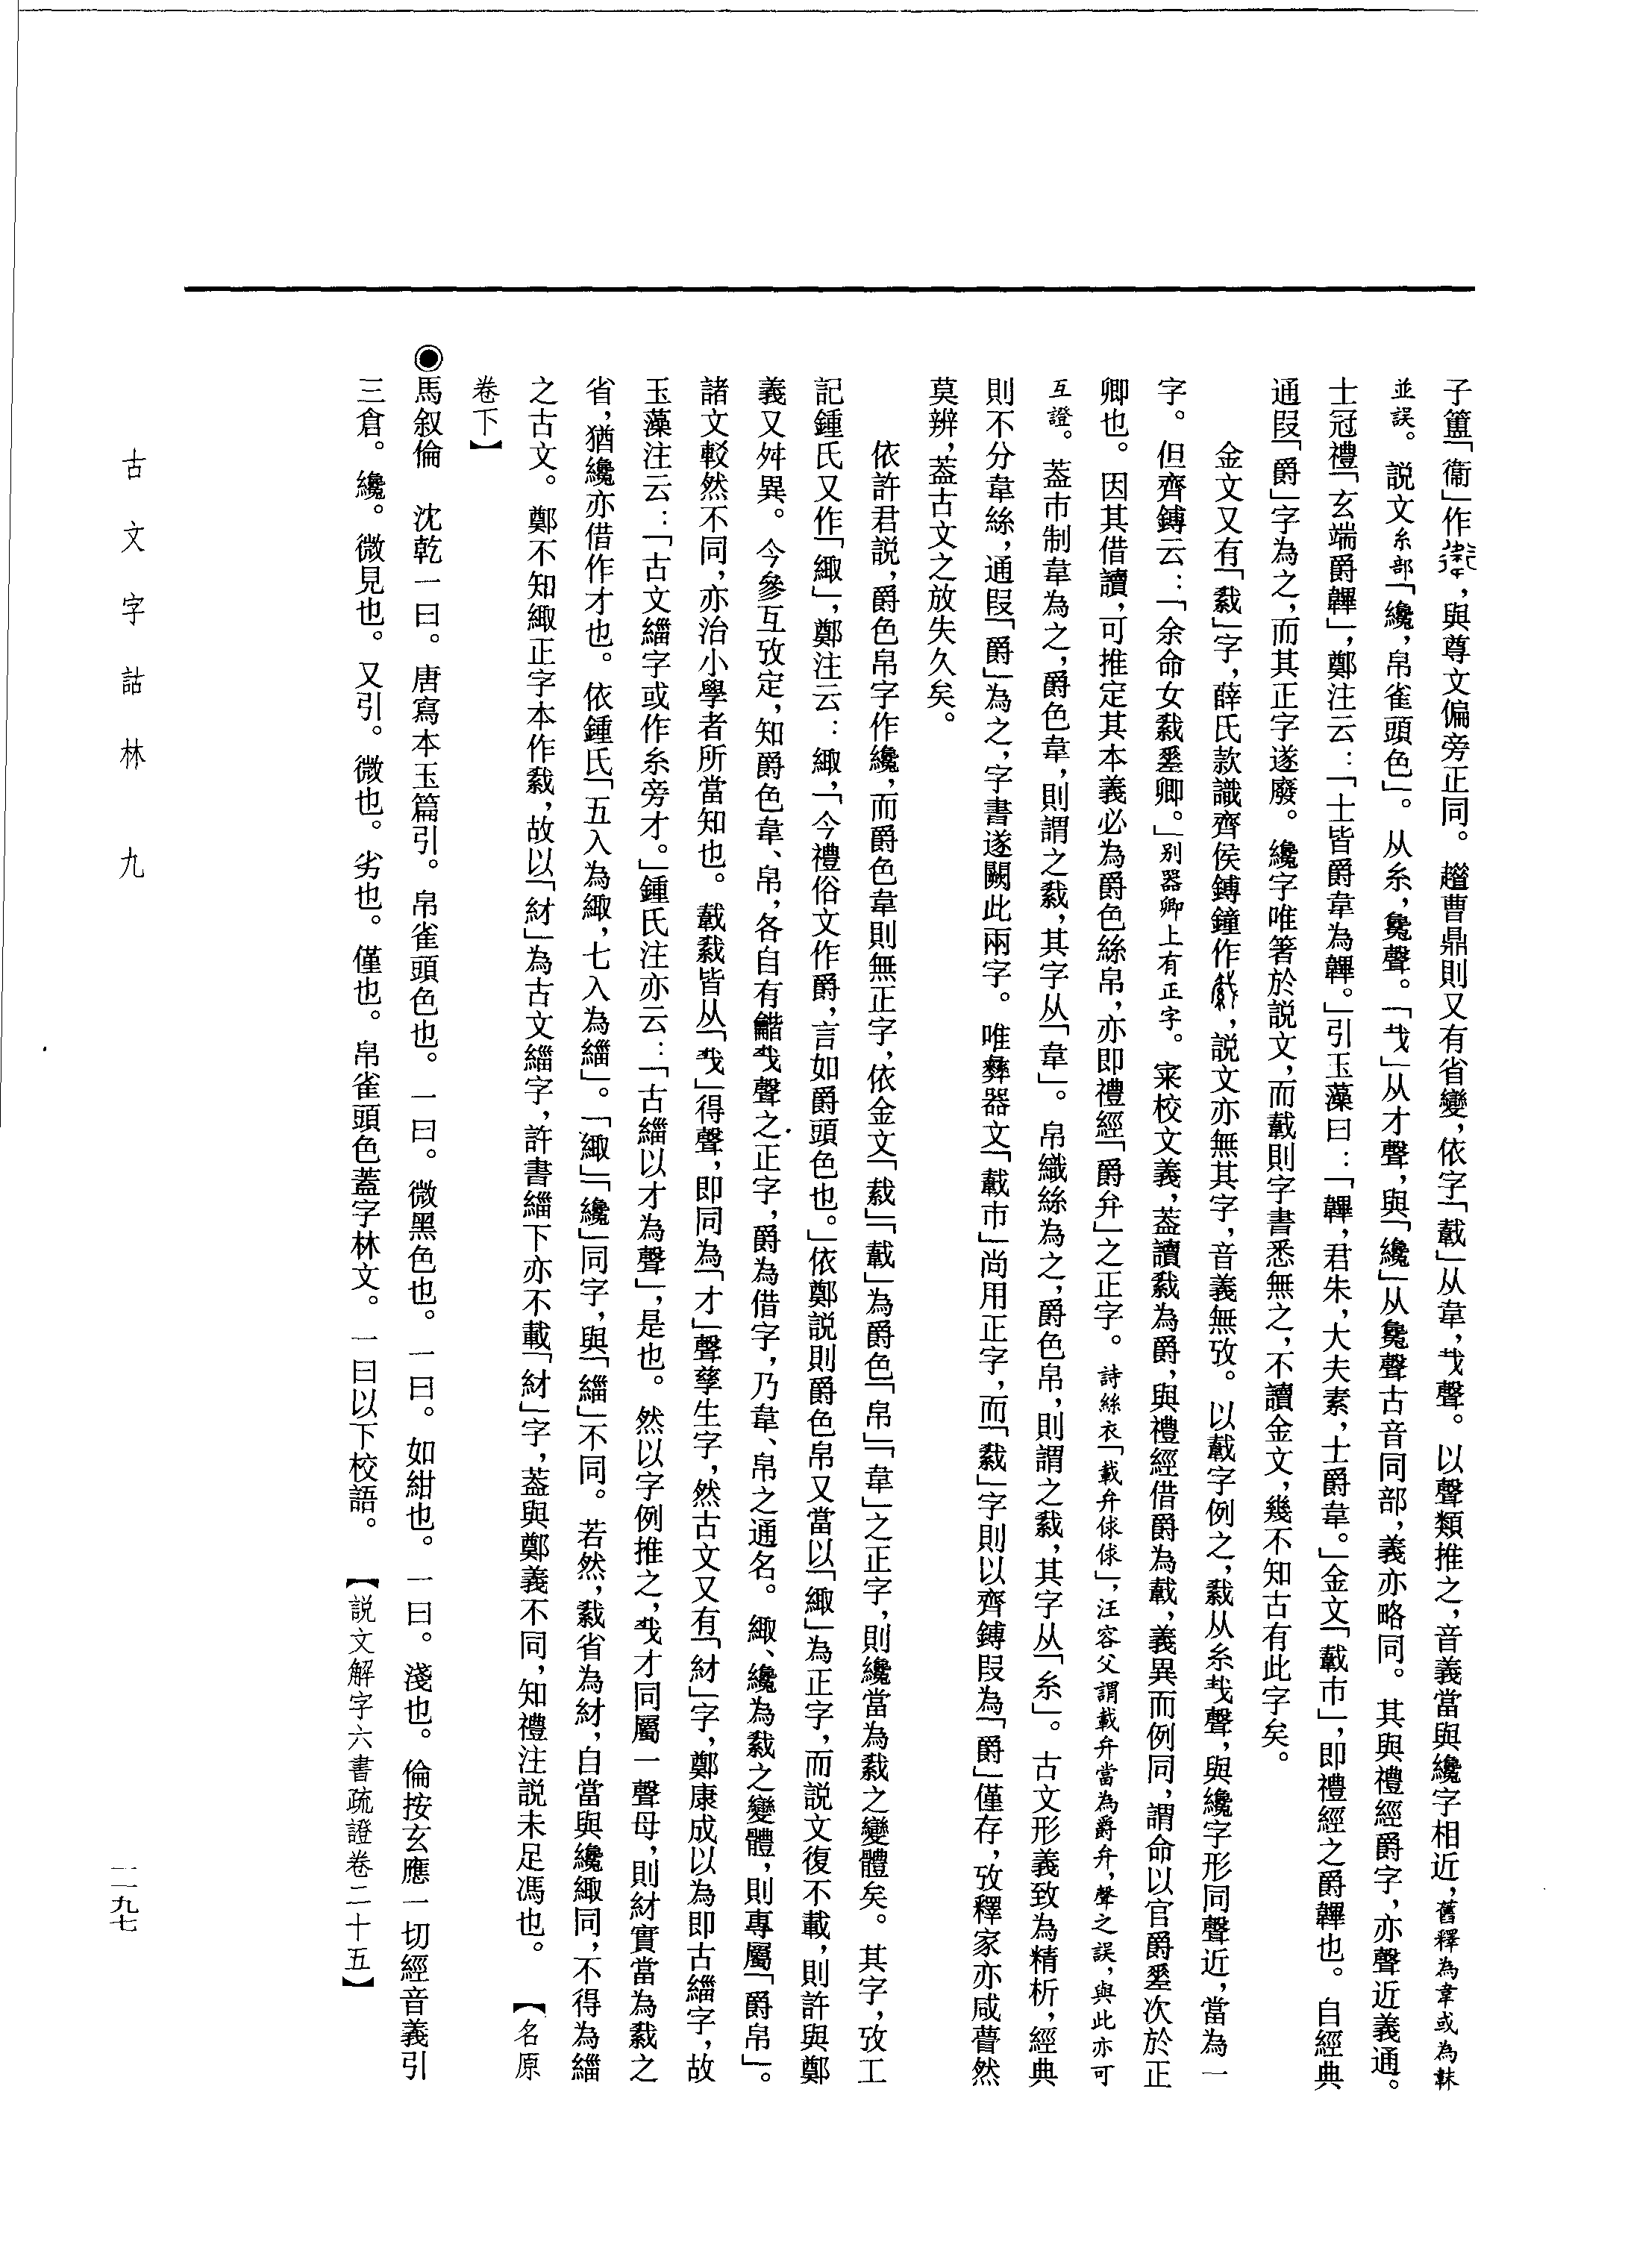 子簠「衞」作，與尊文偏旁正同。趞曹鼎則又有省變，依字「䩞」从韋，𢦏聲。以聲類推之，音義當與纔字相近，舊釋為韋或為韎
並誤。說文糸部「纔，帛雀頭色」。从糸，毚聲。「𢦏」从才聲，與「纔」从毚聲古音同部，義亦略同。其與禮經爵字，亦聲近義通。
士冠禮「玄端爵韠」，鄭注云：「士皆爵韋為韠。」引玉藻曰：「韠，君朱，大夫素，士爵韋。」金文「䩞市」，即禮經之爵韠也。自經典
通叚「爵」字為之，而其正字遂廢。纔字唯箸於說文，而䩞則字書悉無之，不讀金文，幾不知古有此字矣。
金文又有「䌛」字，薛氏款識齊侯鎛鐘作，說文亦無其字，音義無攷。以䩞字例之，从糸𢦏聲，與纔字形同聲近，當為一
字。但齊鎛云：「余命女卿。」別器卿上有正字。寀校文義，葢讀為爵，與禮經借爵為䩞，義異而例同，謂命以官爵次於正
卿也。因其借讀，可推定其本義必為爵色絲帛，亦即禮經「爵弁」之正字。詩絲衣「載弁俅俅」，汪容父謂載弁當為爵弁，聲之誤，與此亦可
互證。葢市制韋為之，爵色韋，則謂之，其字从「韋」。帛織絲為之，爵色帛，則謂之，其字从「糸」。古文形義致為精析，經典
則不分韋絲，通叚「爵」為之，字書遂闕此兩字。唯彝器文「䩞市」尚用正字，而字則以齊鎛叚為「爵」僅存，攷釋家亦咸瞢然
莫辨，葢古文之放失久矣。
依許君說，爵色帛字作纔，而爵色韋則無正字，依金文「䩞」為爵色「帛」「韋」之正字，則纔當為之變體矣。其字，攷工
記鍾氏又作「緅」，鄭注云：緅，「今禮俗文作爵，言如爵頭色也。」依鄭說則爵色帛又當以「緅」為正字，而說文復不載，則許與鄭
義又舛異。今參互攷定，知爵色韋、帛，各自有龤𢦏聲之正字，爵為借字，乃韋、帛之通名。緅、纔為之變體，則專屬「爵帛」。
諸文較然不同，亦治小學者所當知也。䩞皆从「𢦏」得聲，即同為「才」聲孳生字，然古文又有「䊷」字，鄭康成以為即古緇字，故
玉藻注云：「古文緇字或作糸旁才。」鍾氏注亦云：「古緇以才為聲」，是也。然以字例推之，𢦏才同屬一聲母，則䊷實當為之
省，猶纔亦借作才也。依鍾氏「五入為緅，七入為緇」。「緅」「纔」同字，與「緇」不同。若然，省為䊷，自當與纔緅同，不得為緇
之古文。鄭不知緅正字本作，故以「䊷」為古文緇字，許書緇下亦不載「䊷」字，葢與鄭義不同，知禮注說未足馮也。　【名原
卷下】
◉馬叙倫　沈乾一曰。唐寫本玉篇引。帛雀頭色也。一曰。微黑色也。一曰。如紺也。一曰。淺也。倫按玄應一切經音義引
三倉。纔。微見也。又引。微也。劣也。僅也。帛雀頭色蓋字林文。一曰以下校語。　【說文解字六書疏證卷二十五】
古文字詁林　九
一一九七